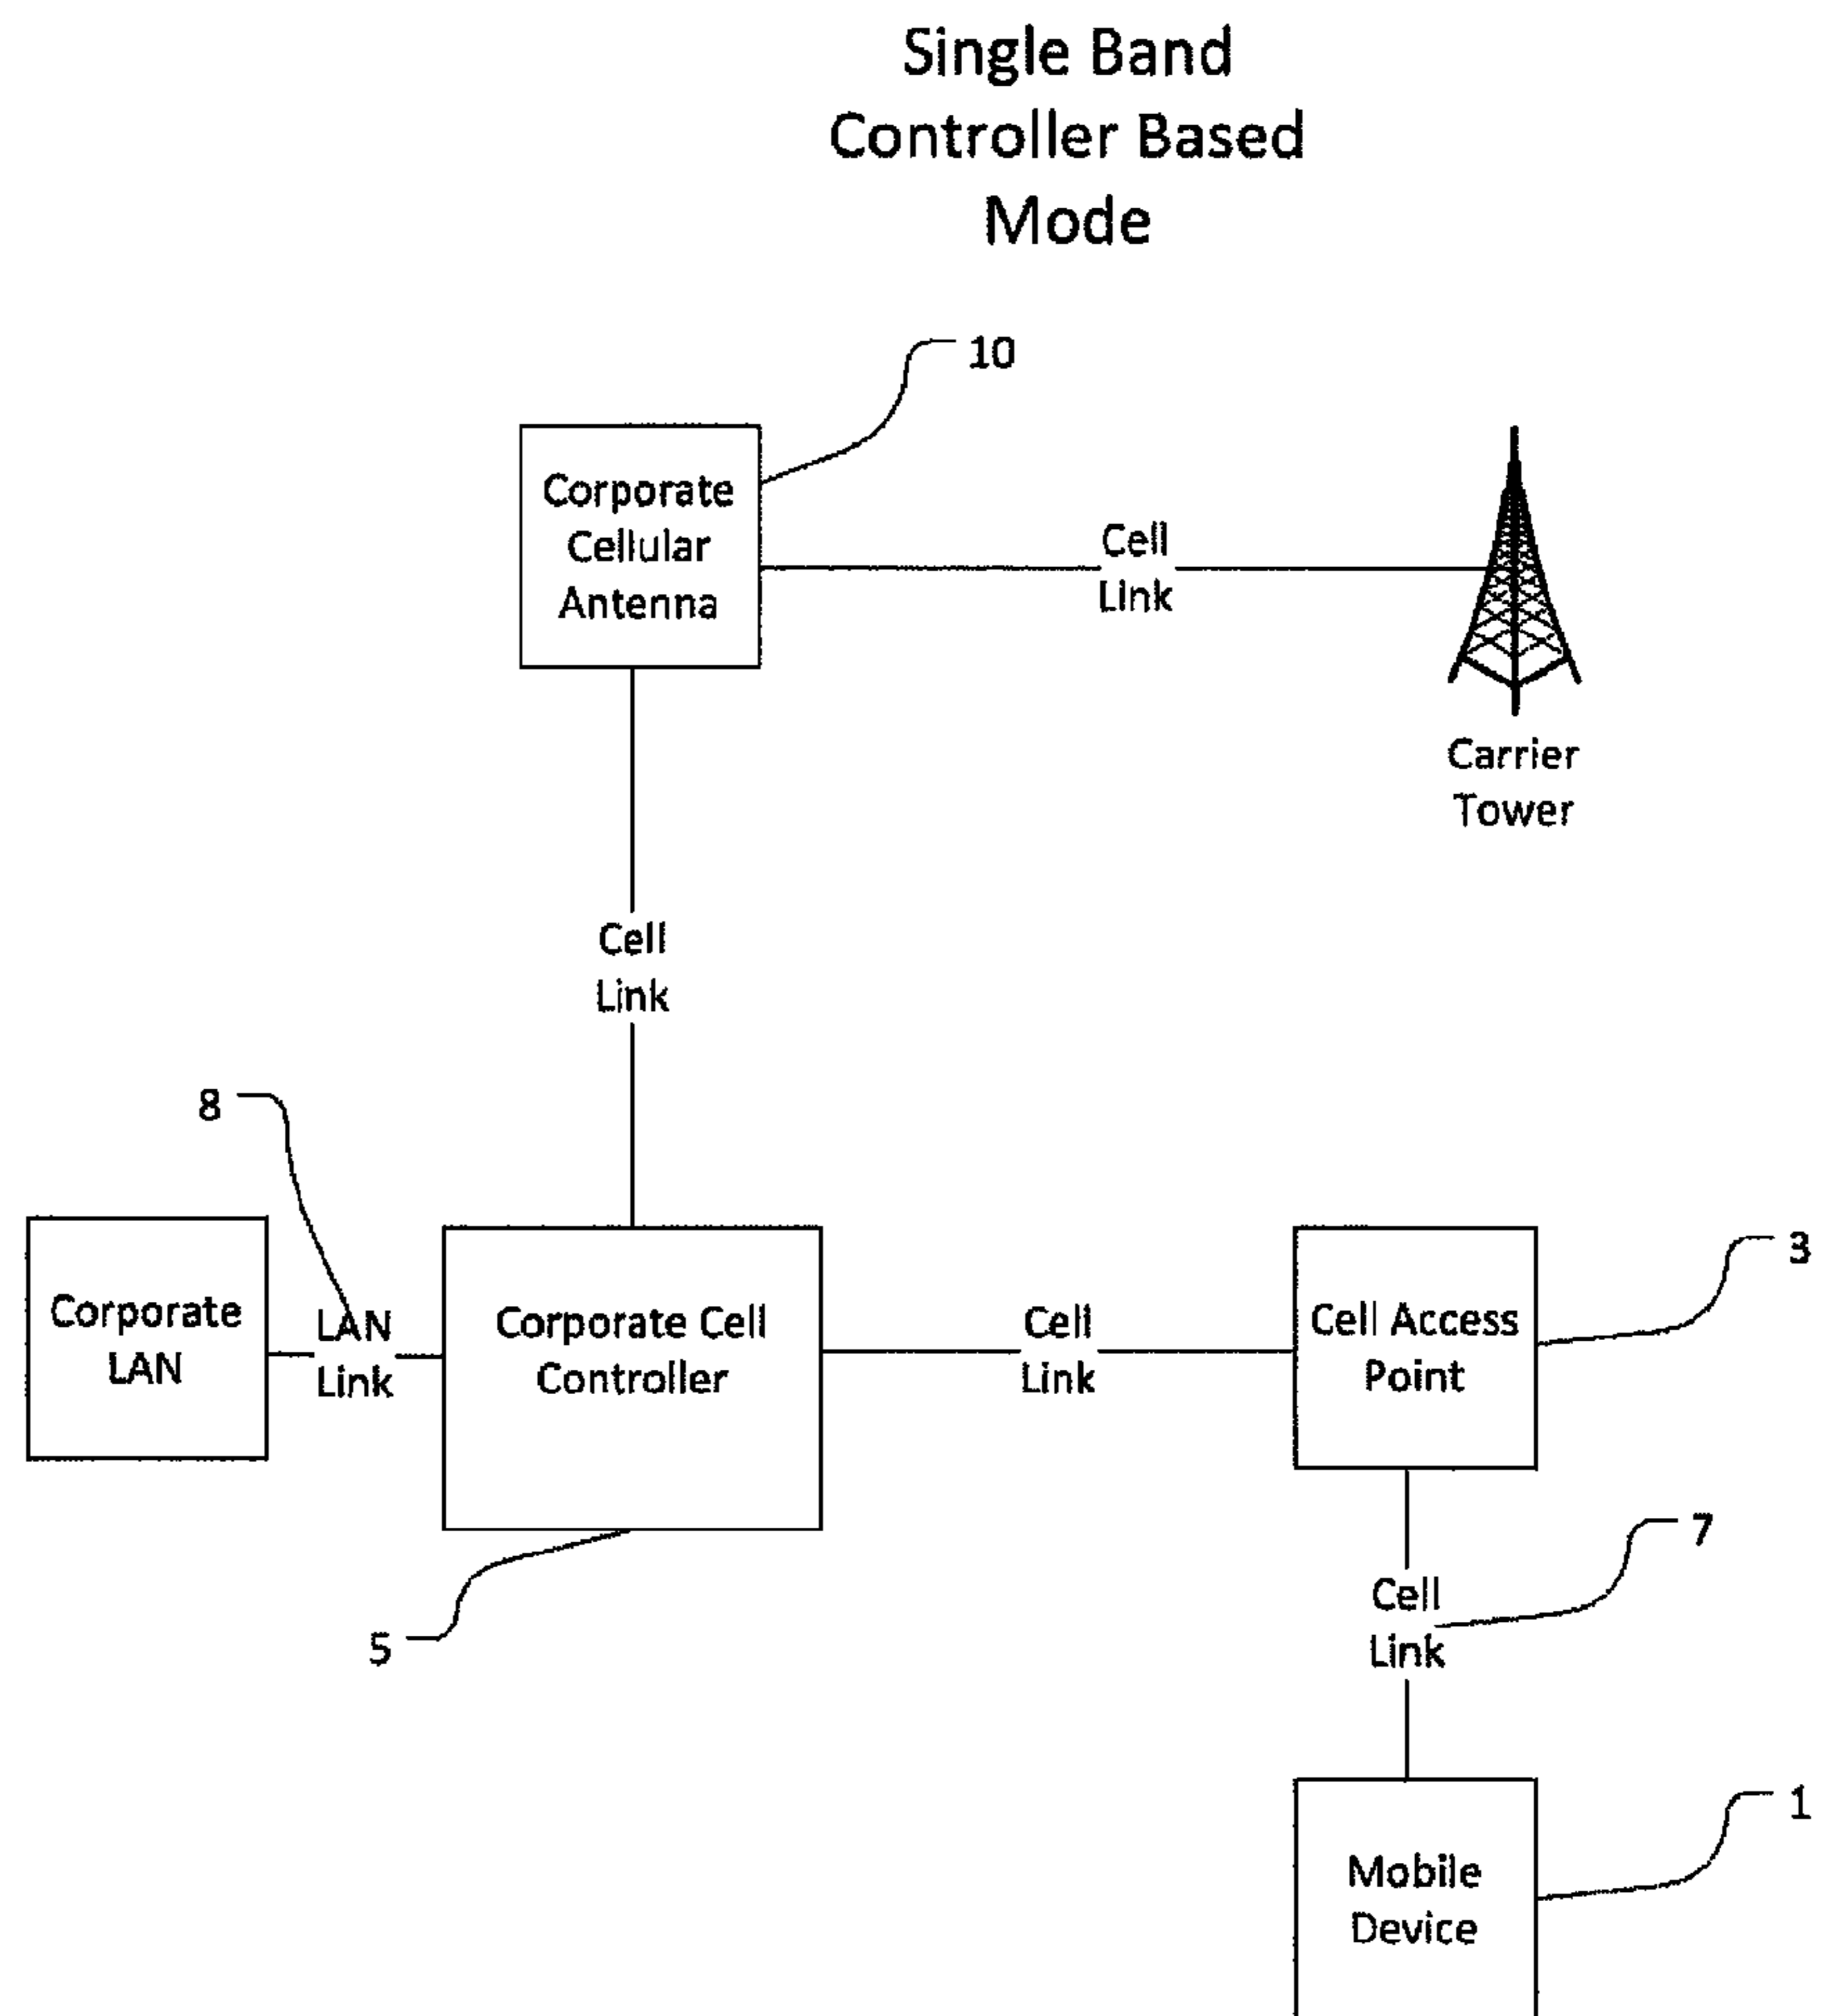 Single Band
Controller Based
Mode
10
Corporate
Cellular
Antenna
Cell
Link
Carrier
Tower
Cell
Link
8
Corporate
LAN
LAN
Link
Corporate Cell
Controller
Cell
Link
Cell Access
Point
3
5
7
Cell
Link
1
Mobile
Device